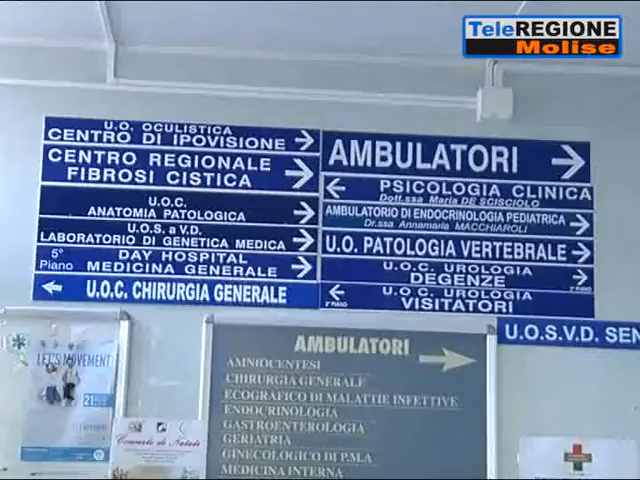 TeleREGIONE
Molise
U.O. OCULISTICA
CENTRO DI IPOVISIONE
CENTRO REGIONALE
FIBROSI CISTICA
U.O.C.
ANATOMIA PATOLOGICA
U.O.S. a V.D.
LABORATORIO DI GENETICA MEDICA
5° Piano
DAY HOSPITAL
MEDICINA GENERALE
U.O.C. CHIRURGIA GENERALE
AMBULATORI
PSICOLOGIA CLINICA
Dott.ssa Maria DE SCISCIOLO
AMBULATORIO DI ENDOCRINOLOGIA PEDIATRICA
Dr.ssa Annamaria MACCHIAROLI
U.O. PATOLOGIA VERTEBRALE
U.O.C. UROLOGIA
DEGENZE
U.O.C. UROLOGIA
VISITATORI
U.O.S.V.D. SEN
LET'S MOVEMENT
21
Concerto di Natale
AMBULATORI
AMNIOCENTESI
CHIRURGIA GENERALE
ECOGRAFICO DI MALATTIE INFETTIVE
ENDOCRINOLOGIA
GASTROENTEROLOGIA
GERIATRIA
GINECOLOGICO DI P.M.A
MEDICINA INTERNA